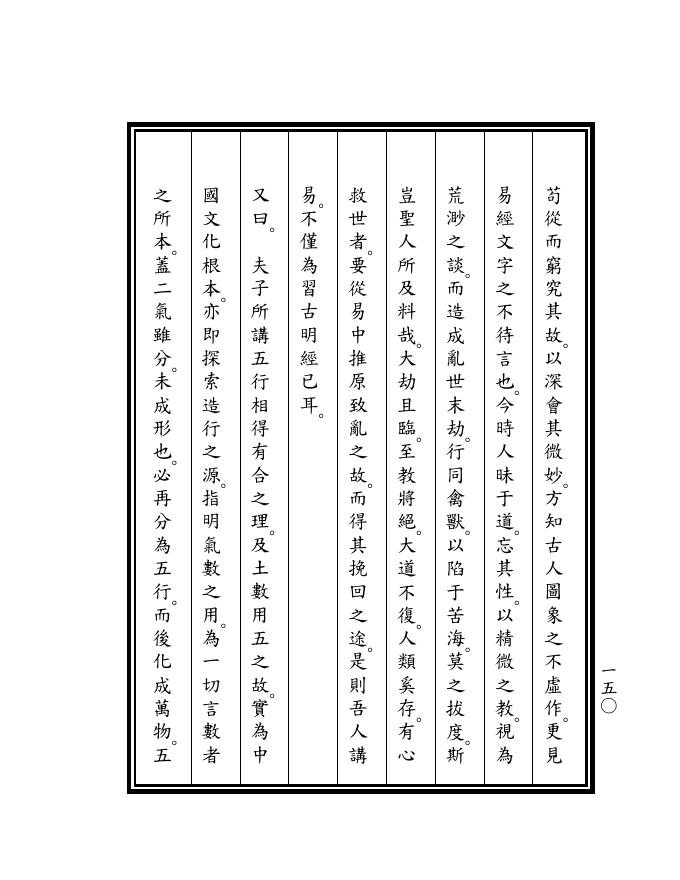 茍從而窮究其故。以深會其微妙。方知古人圖象之不虛作。更見
易經文字之不待言也。今時人昧于道。忘其性。以精微之教。視為
荒渺之談。而造成亂世末劫。行同禽獸。以陷于苦海。莫之拔度。斯
豈聖人所及料哉。大劫且臨。至教將絕。大道不復。人類奚存。有心
救世者。要從易中推原致亂之故。而得其挽回之途。是則吾人講
易。不僅為習古明經已耳。
又曰。　夫子所講五行相得有合之理。及土數用五之故。實為中
國文化根本。亦即探索造行之源。指明氣數之用。為一切言數者
之所本。蓋二氣雖分。未成形也。必再分為五行。而後化成萬物。五
一五〇